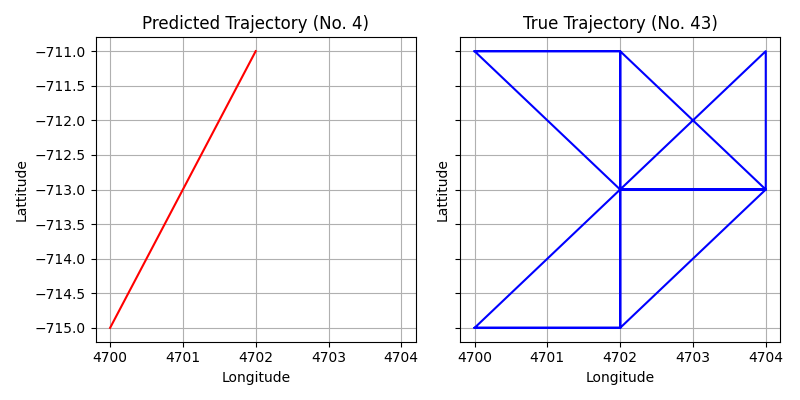 Predicted Trajectory (No. 4)
True Trajectory (No. 43)
Lattitude
−711.0
−711.5
−712.0
−712.5
−713.0
−713.5
−714.0
−714.5
−715.0
4700 4701 4702 4703 4704
Longitude
Lattitude
4700 4701 4702 4703 4704
Longitude